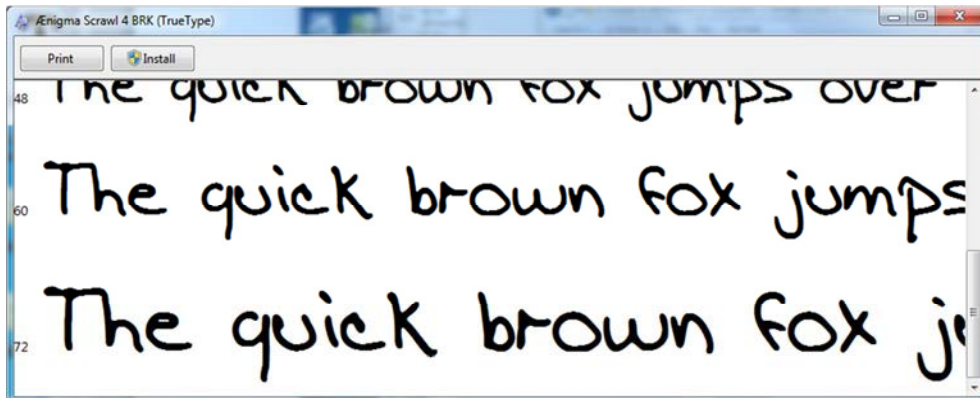 Ænigma Scrawl 4 BRK (TrueType)
Print Install
48 The quick brown fox jumps over
60 The quick brown fox jumps
72 The quick brown fox